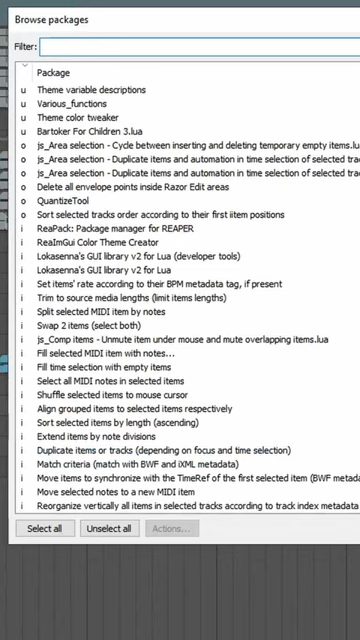 Browse packages
Filter:
Package
u Theme variable descriptions
u Various_functions
u Theme color tweaker
u Bartoker For Children 3.lua
o js_Area selection - Cycle between inserting and deleting temporary empty items.lua
o js_Area selection - Duplicate items and automation in time selection of selected
o js_Area selection - Duplicate items and automation in time selection of selected
o Delete all envelope points inside Razor Edit areas
o QuantizeTool
o Sort selected tracks order according to their first iitem positions
i ReaPack: Package manager for REAPER
i ReaImGui Color Theme Creator
i Lokasenna's GUI library v2 for Lua (developer tools)
i Lokasenna's GUI library v2 for Lua
i Set items' rate according to their BPM metadata tag, if present
i Trim to source media lengths (limit items lengths)
i Split selected MIDI item by notes
i Swap 2 items (select both)
i js_Comp items - Unmute item under mouse and mute overlapping items.lua
i Fill selected MIDI item with notes...
i Fill time selection with empty items
i Select all MIDI notes in selected items
i Shuffle selected items to mouse cursor
i Align grouped items to selected items respectively
i Sort selected items by length (ascending)
i Extend items by note divisions
i Duplicate items or tracks (depending on focus and time selection)
i Match criteria (match with BWF and iXML metadata)
i Move items to synchronize with the TimeRef of the first selected item (BWF
i Move selected notes to a new MIDI item
i Reorganize vertically all items in selected tracks according to track index metadata
Select all Unselect all Actions...